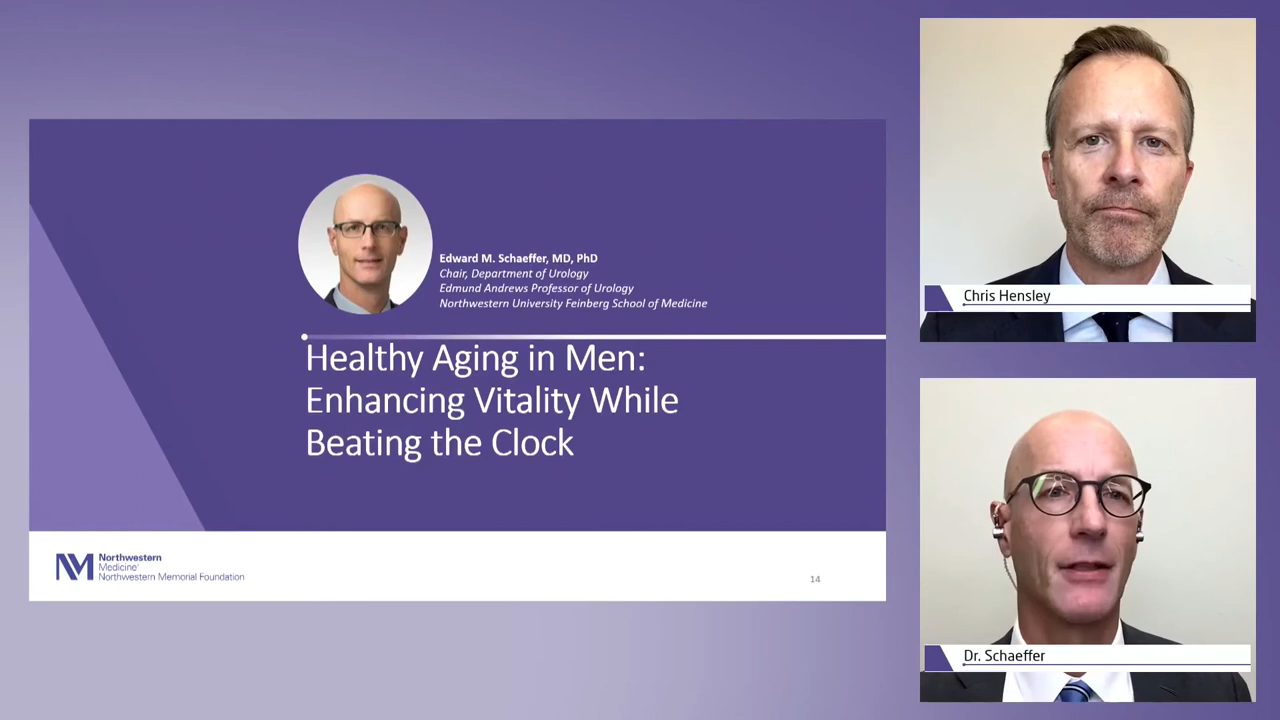 Edward M. Schaeffer, MD, PhD
Chair, Department of Urology
Edmund Andrews Professor of Urology
Northwestern University Feinberg School of Medicine
Healthy Aging in Men:
Enhancing Vitality While
Beating the Clock
NM
Northwestern
Medicine
Northwestern Memorial Foundation
14
Chris Hensley
Dr. Schaeffer